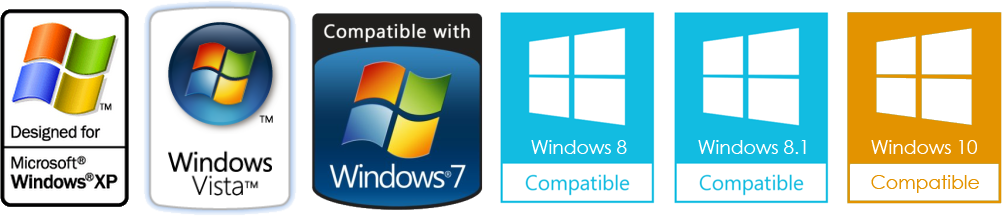 TM
Designed for
Microsoft®
Windows®XP
TM
Windows
Vista™
Compatible with
Windows®7
Windows 8
Compatible
Windows 8.1
Compatible
Windows 10
Compatible